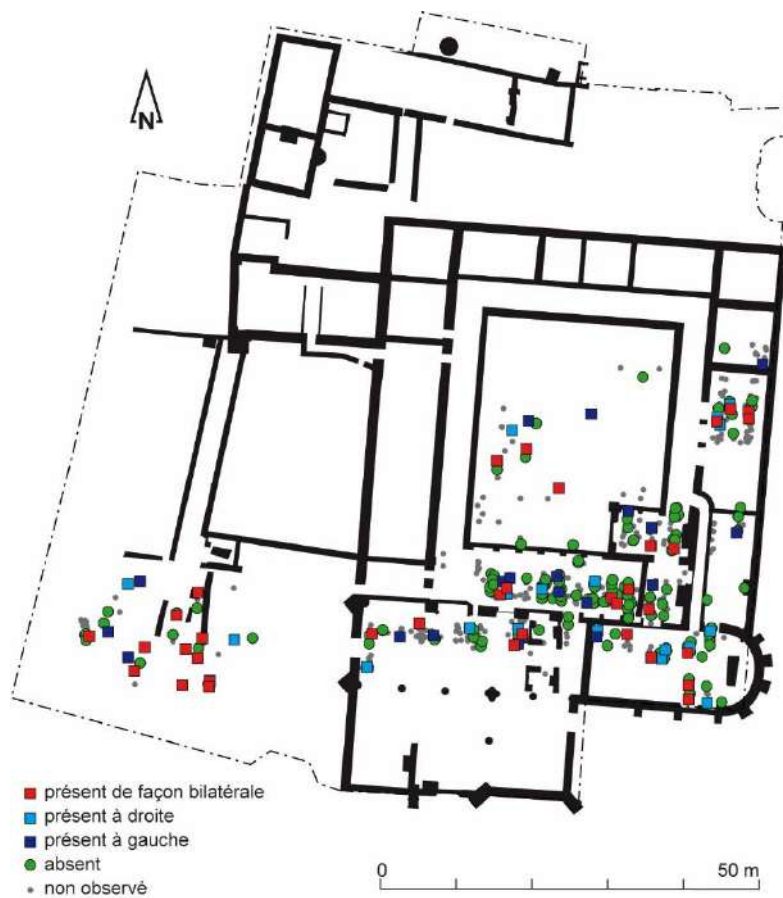 N
présent de façon bilatérale
présent à droite
présent à gauche
absent
non observé
0 50 m